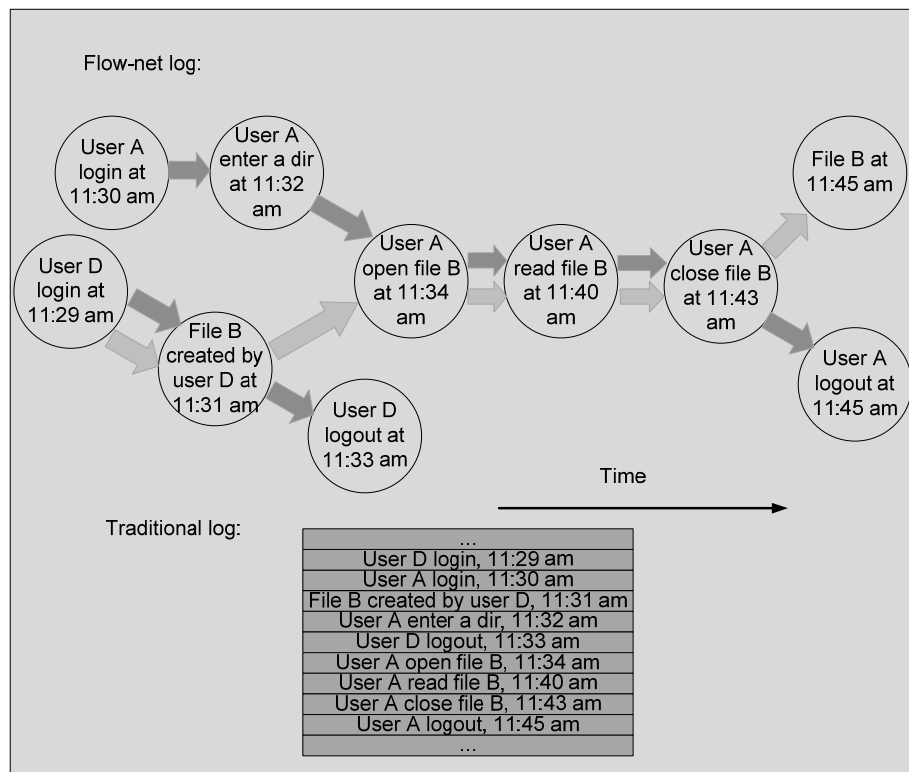 Flow-net log:
User A
login at
11:30 am
User A
enter a dir
at 11:32
am
File B at
11:45 am
User D
login at
11:29 am
File B
created by
user D at
11:31 am
User A
open file B
at 11:34
am
User A
read file B
at 11:40
am
User A
close file B
at 11:43
am
User D
logout at
11:33 am
User A
logout at
11:45 am
Time
Traditional log:
...
User D login, 11:29 am
User A login, 11:30 am
File B created by user D, 11:31 am
User A enter a dir, 11:32 am
User D logout, 11:33 am
User A open file B, 11:34 am
User A read file B, 11:40 am
User A close file B, 11:43 am
User A logout, 11:45 am
...